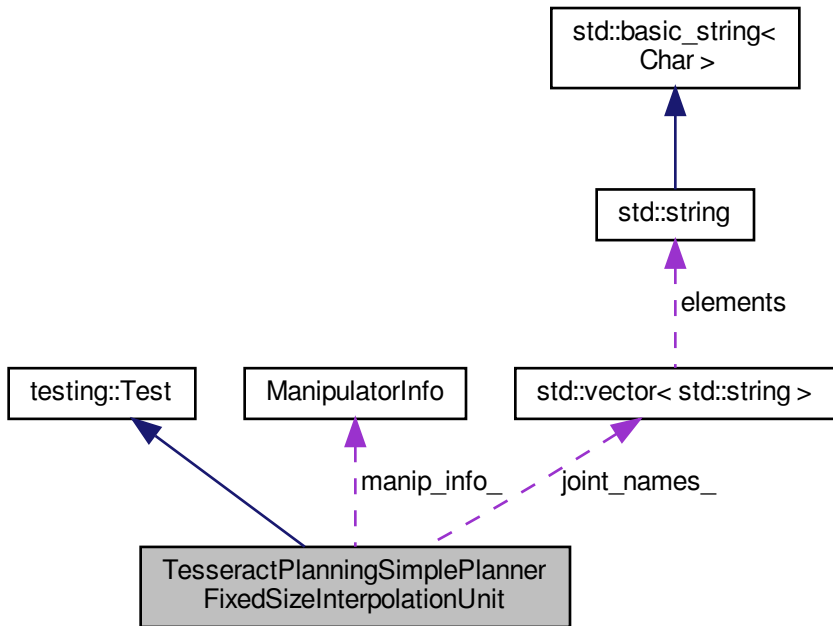 std::basic_string<
Char >
std::string
elements
testing::Test
ManipulatorInfo
std::vector< std::string >
manip_info_
joint_names_
TesseractPlanningSimplePlanner
FixedSizeInterpolationUnit